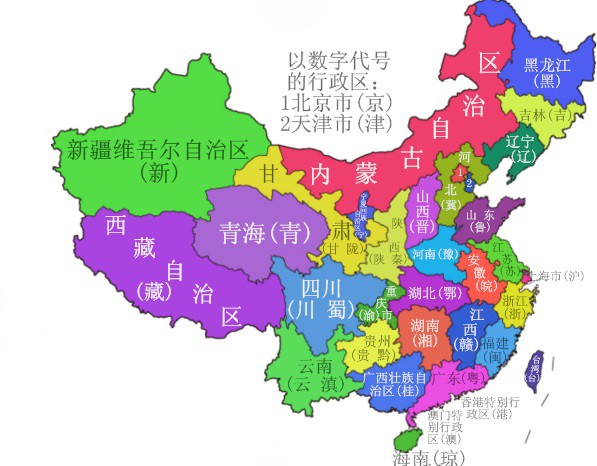 以数字代号
的行政区：
1北京市(京)
2天津市(津)
黑龙江
(黑)
吉林(吉)
辽宁
(辽)
内蒙古自治区
新疆维吾尔自治区
(新)
甘肃
(甘 陇)
宁夏回族
自治区(宁)
青海(青)
西藏自治区
(藏)
陕西
(陕 秦)
山西
(晋)
河北
(冀)
1
2
山东
(鲁)
河南(豫)
江苏
(苏)
安徽
(皖)
上海市(沪)
四川
(川 蜀)
重庆市
(渝)
湖北(鄂)
浙江
(浙)
湖南
(湘)
江西
(赣)
福建
(闽)
贵州
(贵 黔)
云南
(云 滇)
广西壮族自
治区(桂)
广东(粤)
台湾
(台)
香港特别行
政区(港)
澳门特
别行政
区(澳)
海南(琼)